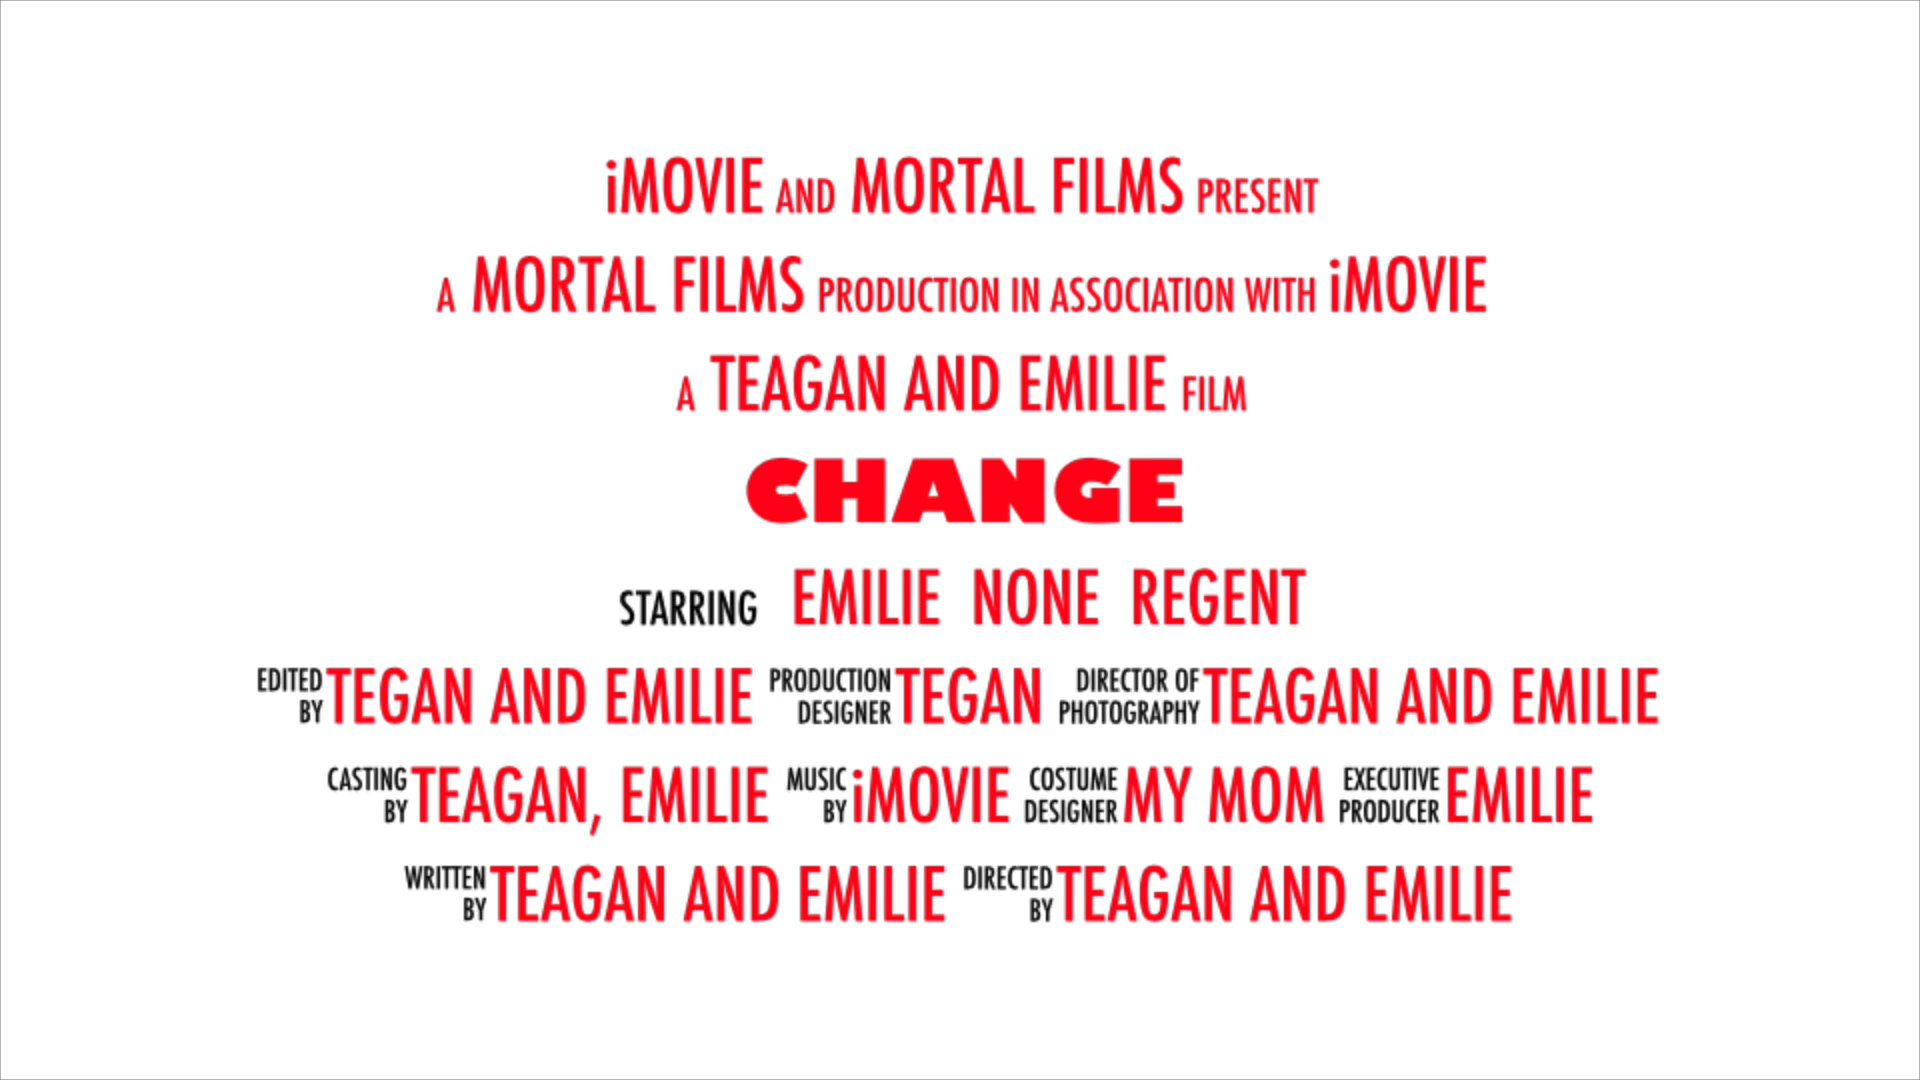 iMOVIE AND MORTAL FILMS PRESENT
A MORTAL FILMS PRODUCTION IN ASSOCIATION WITH iMOVIE
A TEAGAN AND EMILIE FILM
CHANGE
STARRING EMILIE NONE REGENT
EDITED BY TEGAN AND EMILIE PRODUCTION DESIGNER TEGAN DIRECTOR OF PHOTOGRAPHY TEAGAN AND EMILIE
CASTING BY TEAGAN, EMILIE MUSIC BY iMOVIE COSTUME DESIGNER MY MOM EXECUTIVE PRODUCER EMILIE
WRITTEN BY TEAGAN AND EMILIE DIRECTED BY TEAGAN AND EMILIE